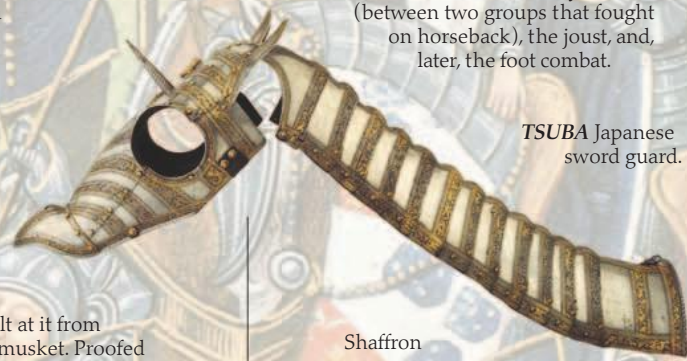 (between two groups that fought
on horseback), the joust, and,
later, the foot combat.
TSUBA Japanese
sword guard.
lt at it from
musket. Proofed
Shaffron